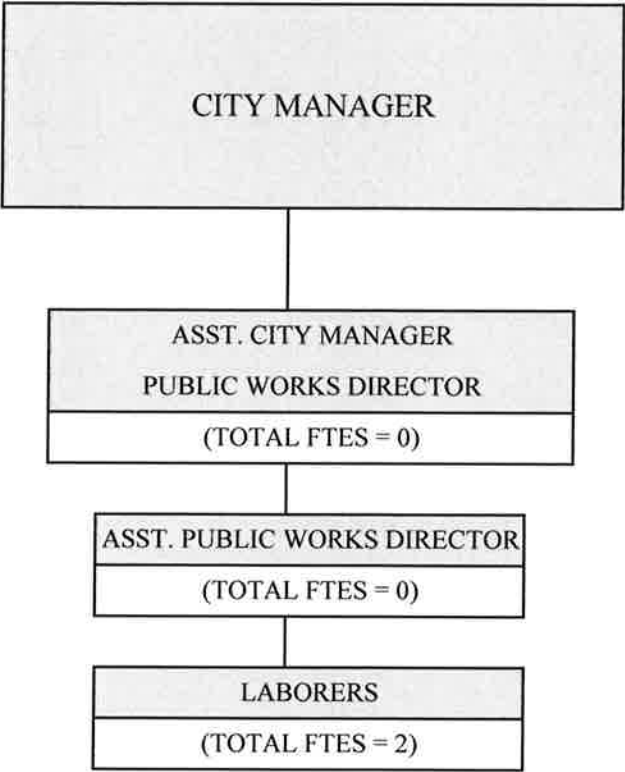 CITY MANAGER
ASST. CITY MANAGER
PUBLIC WORKS DIRECTOR
(TOTAL FTES = 0)
ASST. PUBLIC WORKS DIRECTOR
(TOTAL FTES = 0)
LABORERS
(TOTAL FTES = 2)